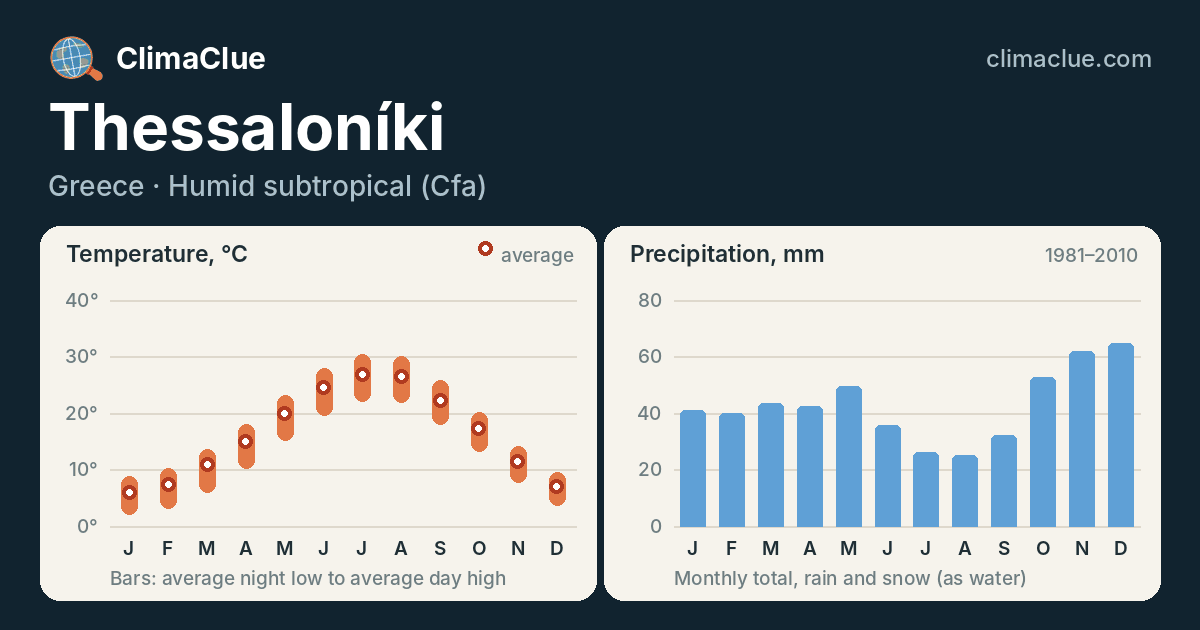 ClimaClue
climaclue.com
Thessaloníki
Greece · Humid subtropical (Cfa)
Temperature, °C
average
40°
30°
20°
10°
0°
J F M A M J J A S O N D
Bars: average night low to average day high
Precipitation, mm
1981–2010
80
60
40
20
0
J F M A M J J A S O N D
Monthly total, rain and snow (as water)